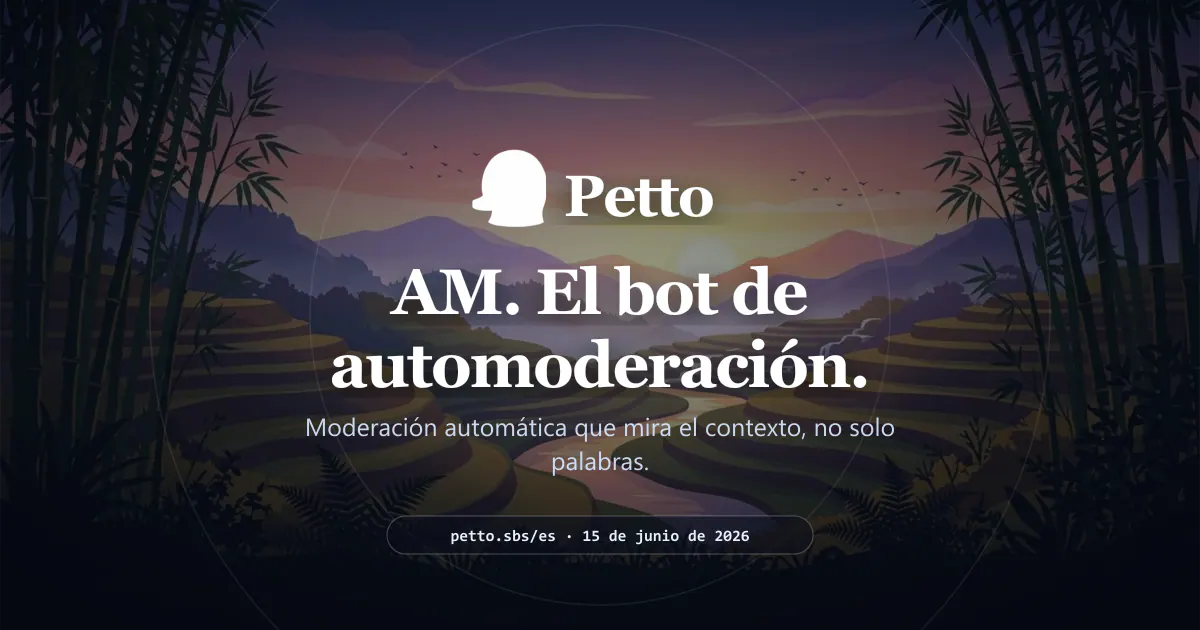 Petto
AM. El bot de
automoderación.
Moderación automática que mira el contexto, no solo
palabras.
petto.sbs/es · 15 de junio de 2026